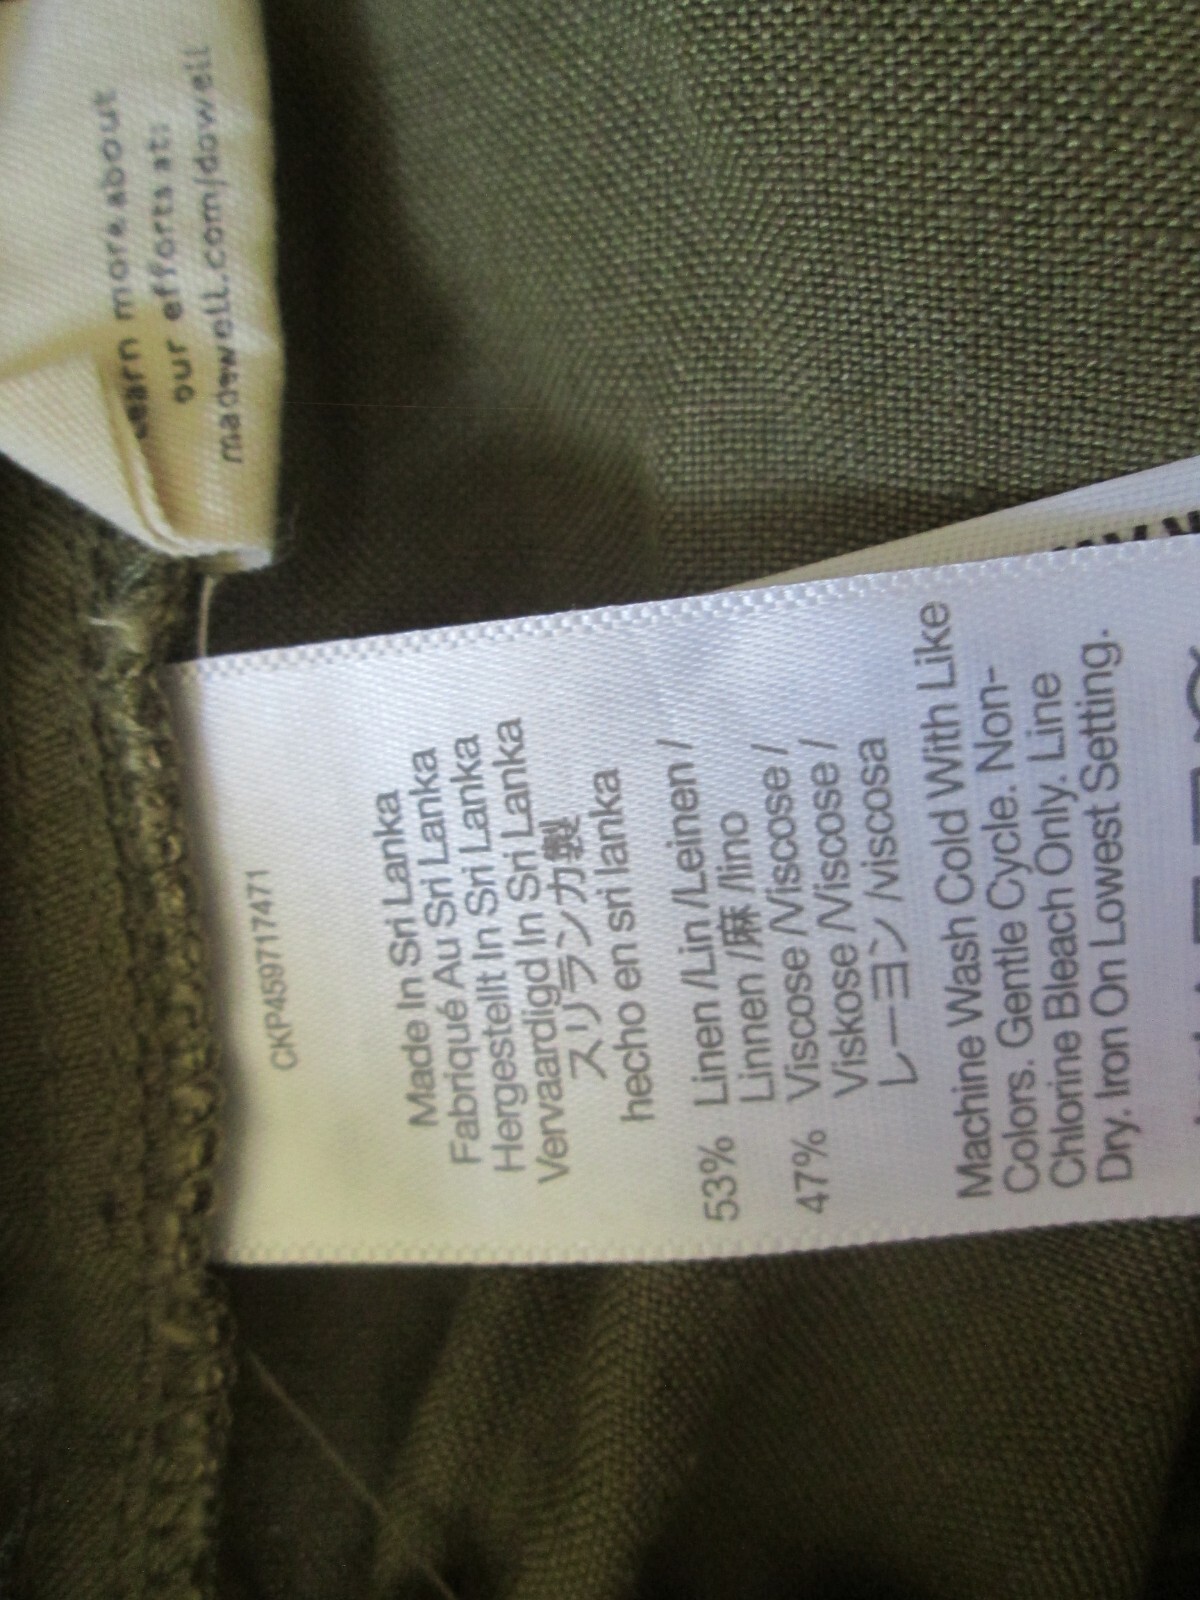 Learn more about
our efforts at:
madewell.com/dowell
CKP459717471
Made In Sri Lanka
Fabriqué Au Sri Lanka
Hergestellt In Sri Lanka
Vervaardigd In Sri Lanka
スリランカ製
hecho en sri lanka
53% Linen /Lin /Leinen /
Linnen /麻 /lino
47% Viscose /Viscose /
Viskose /Viscose /
レーヨン /viscosa
Machine Wash Cold With Like
Colors. Gentle Cycle. Non-
Chlorine Bleach Only. Line
Dry. Iron On Lowest Setting.